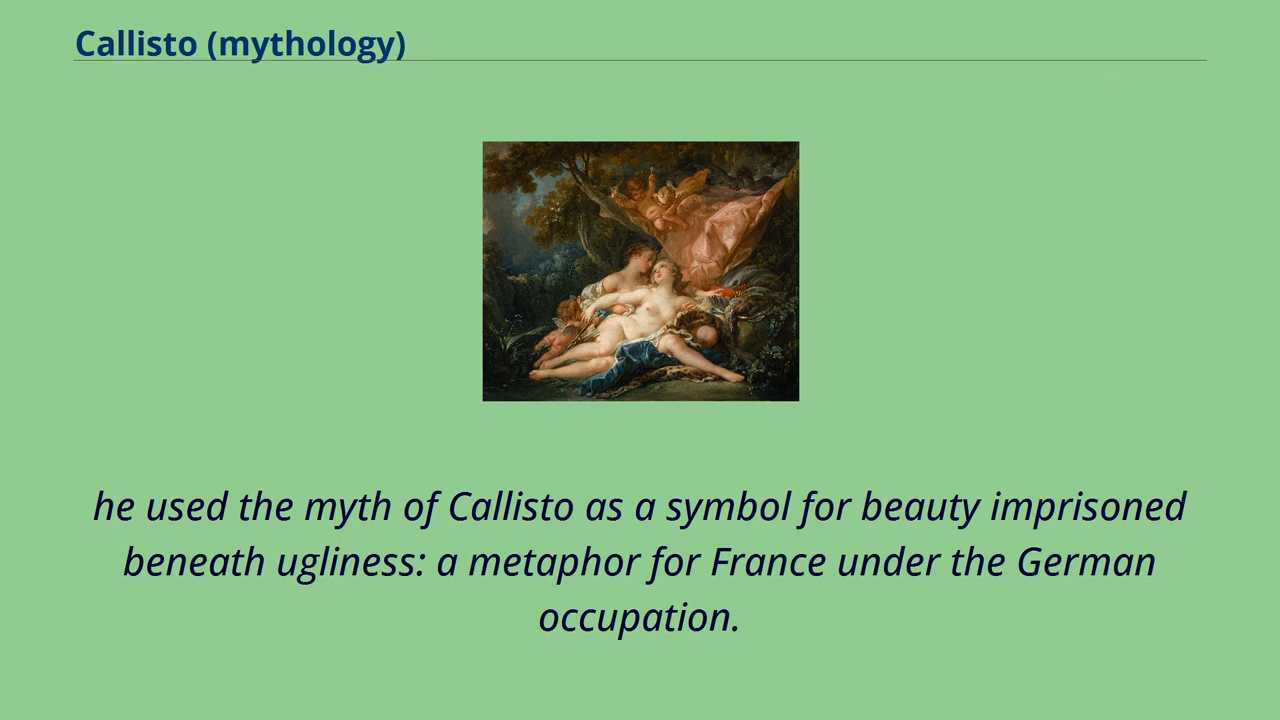 Callisto (mythology)
he used the myth of Callisto as a symbol for beauty imprisoned
beneath ugliness: a metaphor for France under the German
occupation.